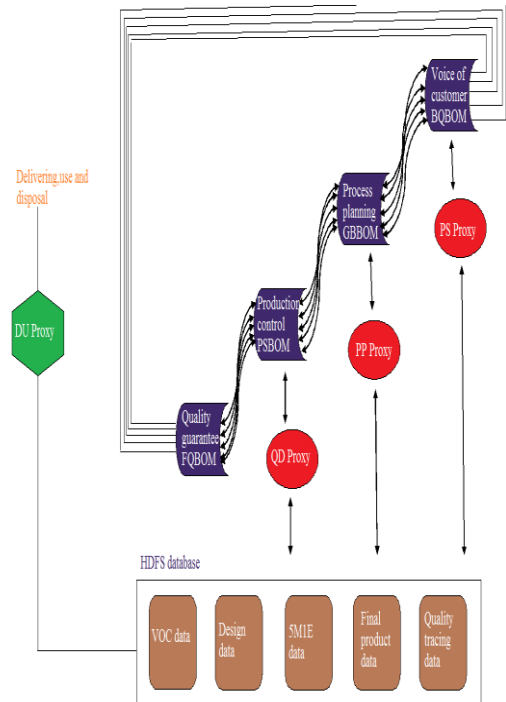 Voice of
customer
BQBOM
Delivering,use and
disposal
Process
planning
GBBOM
PS Proxy
Production
control
PSBOM
DU Proxy
PP Proxy
Quality
guarantee
FQBOM
QD Proxy
HDFS database
VOC data
Design
data
5M1E
data
Final
product
data
Quality
tracing
data